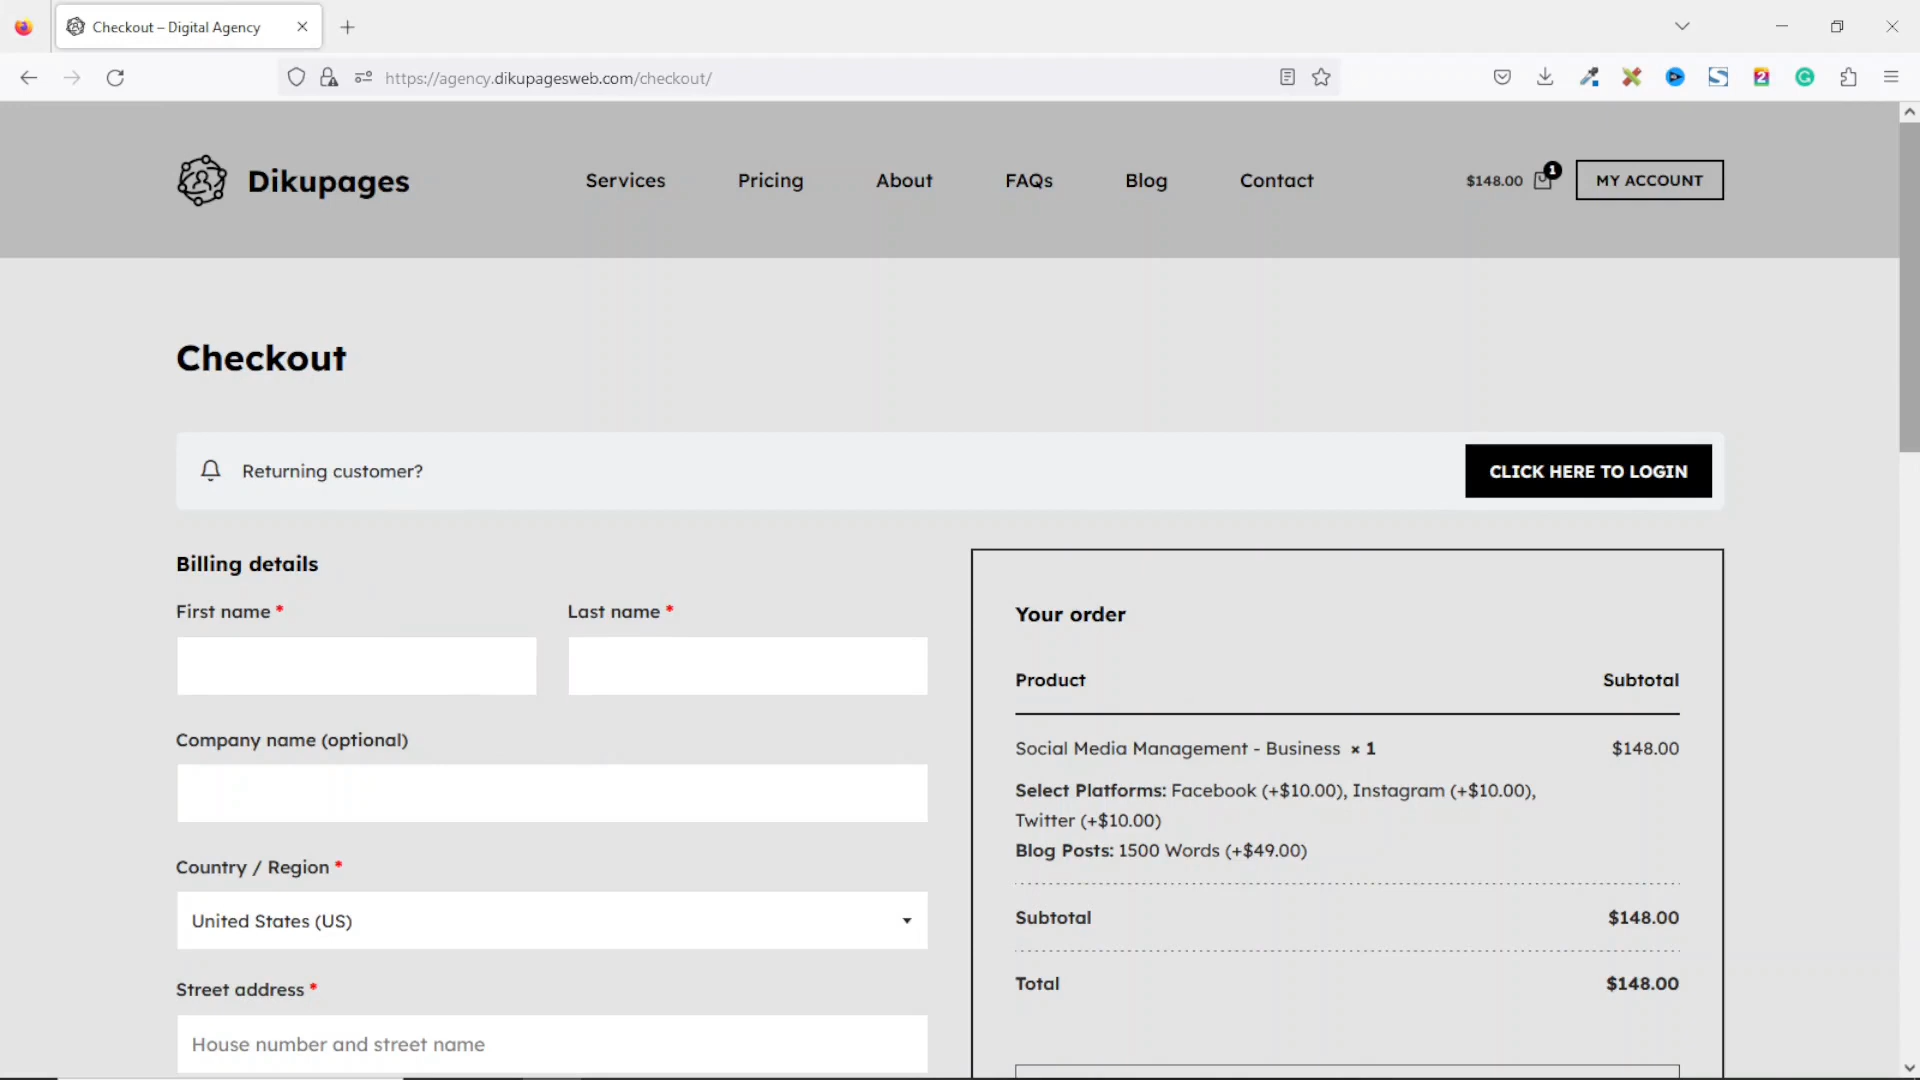 Checkout – Digital Agency
https://agency.dikupagesweb.com/checkout/
Dikupages
Services
Pricing
About
FAQs
Blog
Contact
$148.00
1
MY ACCOUNT
Checkout
Returning customer?
CLICK HERE TO LOGIN
Billing details
First name *
Last name *
Company name (optional)
Country / Region *
United States (US)
Street address *
House number and street name
Your order
Product
Subtotal
Social Media Management - Business × 1
$148.00
Select Platforms: Facebook (+$10.00), Instagram (+$10.00),
Twitter (+$10.00)
Blog Posts: 1500 Words (+$49.00)
Subtotal
$148.00
Total
$148.00